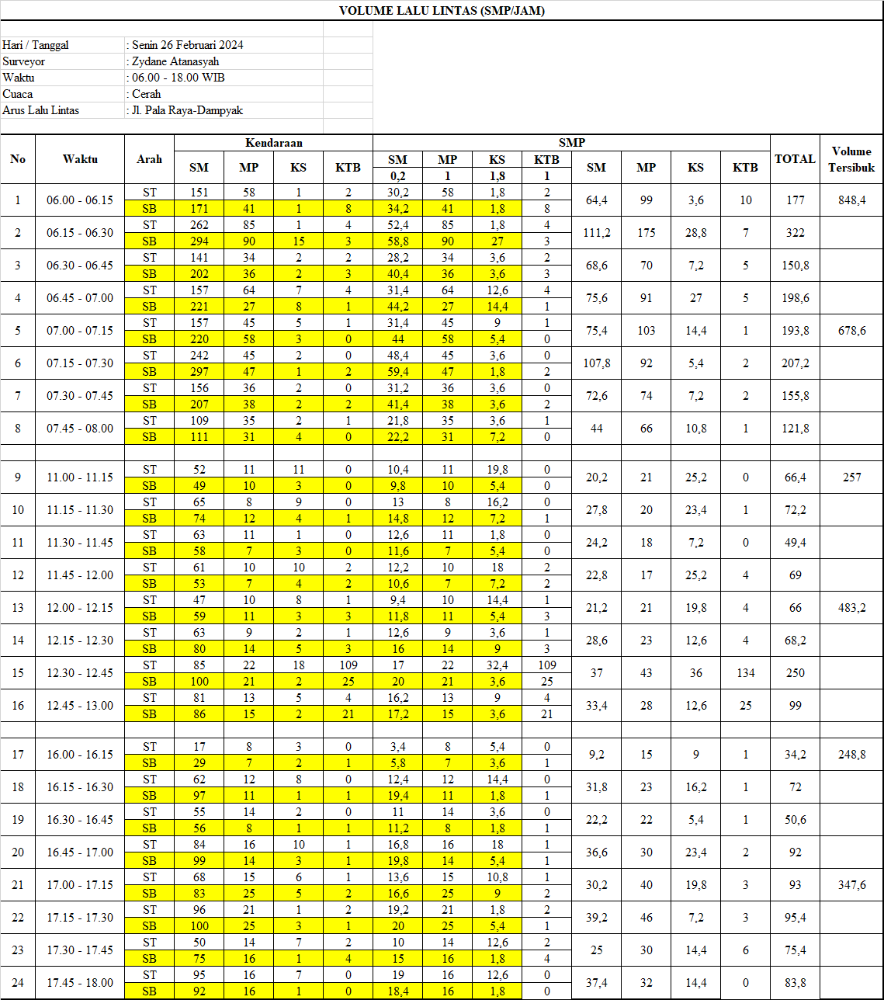 VOLUME LALU LINTAS (SMP/JAM)
Hari / Tanggal : Senin 26 Februari 2024
Surveyor : Zydane Atanasyah
Waktu : 06.00 - 18.00 WIB
Cuaca : Cerah
Arus Lalu Lintas : Jl. Pala Raya-Dampyak
No Waktu Arah Kendaraan SMP TOTAL Volume Tersibuk
SM MP KS KTB SM MP KS KTB SM MP KS KTB
0,2 1 1,8 1
1 06.00 - 06.15 ST 151 58 1 2 30,2 58 1,8 2 64,4 99 3,6 10 177 848,4
SB 171 41 1 8 34,2 41 1,8 8
2 06.15 - 06.30 ST 262 85 1 4 52,4 85 1,8 4 111,2 175 28,8 7 322
SB 294 90 15 3 58,8 90 27 3
3 06.30 - 06.45 ST 141 34 2 2 28,2 34 3,6 2 68,6 70 7,2 5 150,8
SB 202 36 2 3 40,4 36 3,6 3
4 06.45 - 07.00 ST 157 64 7 4 31,4 64 12,6 4 75,6 91 27 5 198,6
SB 221 27 8 1 44,2 27 14,4 1
5 07.00 - 07.15 ST 157 45 5 1 31,4 45 9 1 75,4 103 14,4 1 193,8 678,6
SB 220 58 3 0 44 58 5,4 0
6 07.15 - 07.30 ST 242 45 2 0 48,4 45 3,6 0 107,8 92 5,4 2 207,2
SB 297 47 1 2 59,4 47 1,8 2
7 07.30 - 07.45 ST 156 36 2 0 31,2 36 3,6 0 72,6 74 7,2 2 155,8
SB 207 38 2 2 41,4 38 3,6 2
8 07.45 - 08.00 ST 109 35 2 1 21,8 35 3,6 1 44 66 10,8 1 121,8
SB 111 31 4 0 22,2 31 7,2 0
9 11.00 - 11.15 ST 52 11 11 0 10,4 11 19,8 0 20,2 21 25,2 0 66,4 257
SB 49 10 3 0 9,8 10 5,4 0
10 11.15 - 11.30 ST 65 8 9 0 13 8 16,2 0 27,8 20 23,4 1 72,2
SB 74 12 4 1 14,8 12 7,2 1
11 11.30 - 11.45 ST 63 11 1 0 12,6 11 1,8 0 24,2 18 7,2 0 49,4
SB 58 7 3 0 11,6 7 5,4 0
12 11.45 - 12.00 ST 61 10 10 2 12,2 10 18 2 22,8 17 25,2 4 69
SB 53 7 4 2 10,6 7 7,2 2
13 12.00 - 12.15 ST 47 10 8 1 9,4 10 14,4 1 21,2 21 19,8 4 66 483,2
SB 59 11 3 3 11,8 11 5,4 3
14 12.15 - 12.30 ST 63 9 2 1 12,6 9 3,6 1 28,6 23 12,6 4 68,2
SB 80 14 5 3 16 14 9 3
15 12.30 - 12.45 ST 85 22 18 109 17 22 32,4 109 37 43 36 134 250
SB 100 21 2 25 20 21 3,6 25
16 12.45 - 13.00 ST 81 13 5 4 16,2 13 9 4 33,4 28 12,6 25 99
SB 86 15 2 21 17,2 15 3,6 21
17 16.00 - 16.15 ST 17 8 3 0 3,4 8 5,4 0 9,2 15 9 1 34,2 248,8
SB 29 7 2 1 5,8 7 3,6 1
18 16.15 - 16.30 ST 62 12 8 0 12,4 12 14,4 0 31,8 23 16,2 1 72
SB 97 11 1 1 19,4 11 1,8 1
19 16.30 - 16.45 ST 55 14 2 0 11 14 3,6 0 22,2 22 5,4 1 50,6
SB 56 8 1 1 11,2 8 1,8 1
20 16.45 - 17.00 ST 84 16 10 1 16,8 16 18 1 36,6 30 23,4 2 92
SB 99 14 3 1 19,8 14 5,4 1
21 17.00 - 17.15 ST 68 15 6 1 13,6 15 10,8 1 30,2 40 19,8 3 93 347,6
SB 83 25 5 2 16,6 25 9 2
22 17.15 - 17.30 ST 96 21 1 2 19,2 21 1,8 2 39,2 46 7,2 3 95,4
SB 100 25 3 1 20 25 5,4 1
23 17.30 - 17.45 ST 50 14 7 2 10 14 12,6 2 25 30 14,4 6 75,4
SB 75 16 1 4 15 16 1,8 4
24 17.45 - 18.00 ST 95 16 7 0 19 16 12,6 0 37,4 32 14,4 0 83,8
SB 92 16 1 0 18,4 16 1,8 0